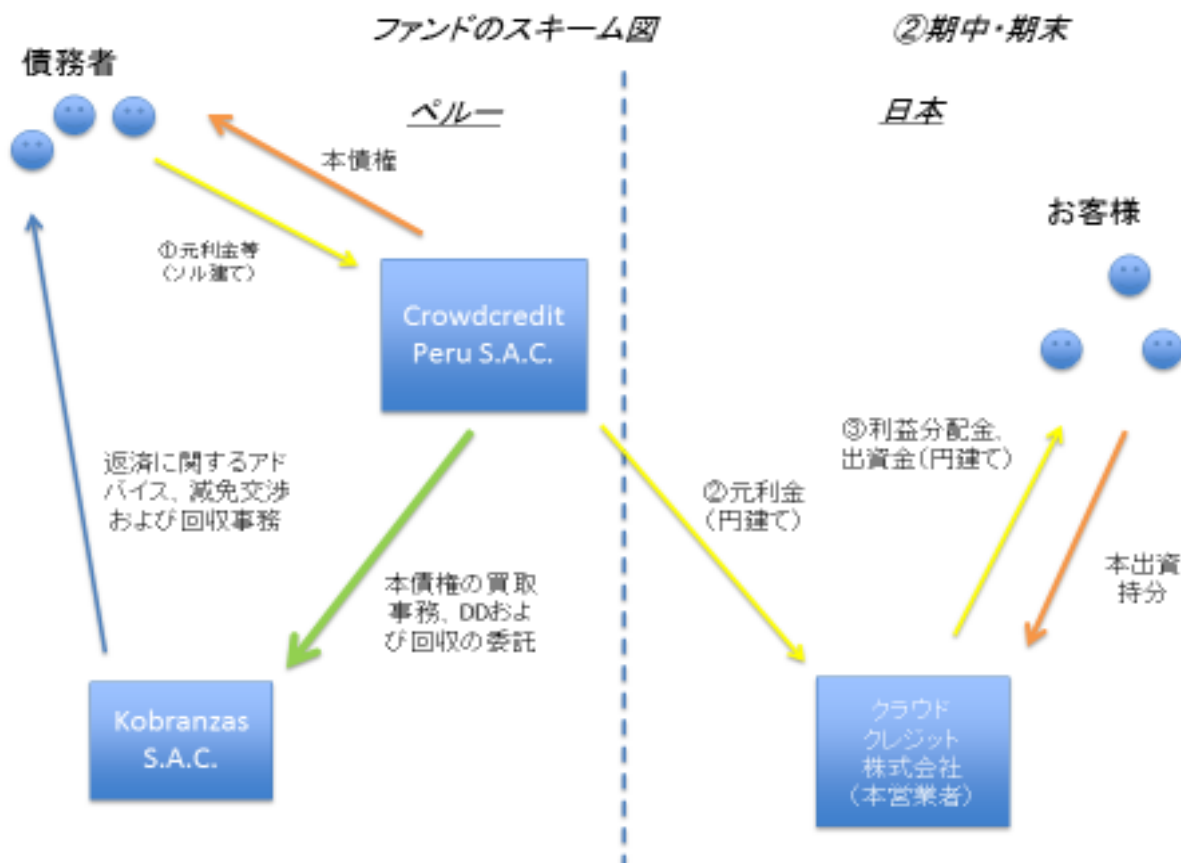 ファンドのスキーム図
②期中・期末
債務者
ペルー
日本
本債権
お客様
①元利金等
(ソル建て)
Crowdcredit
Peru S.A.C.
③利益分配金、
出資金(円建て)
返済に関するアド
バイス、減免交渉
および回収事務
②元利金
(円建て)
本債権の買取
事務、DDおよ
び回収の委託
本出資
持分
Kobranzas
S.A.C.
クラウド
クレジット
株式会社
(本営業者)